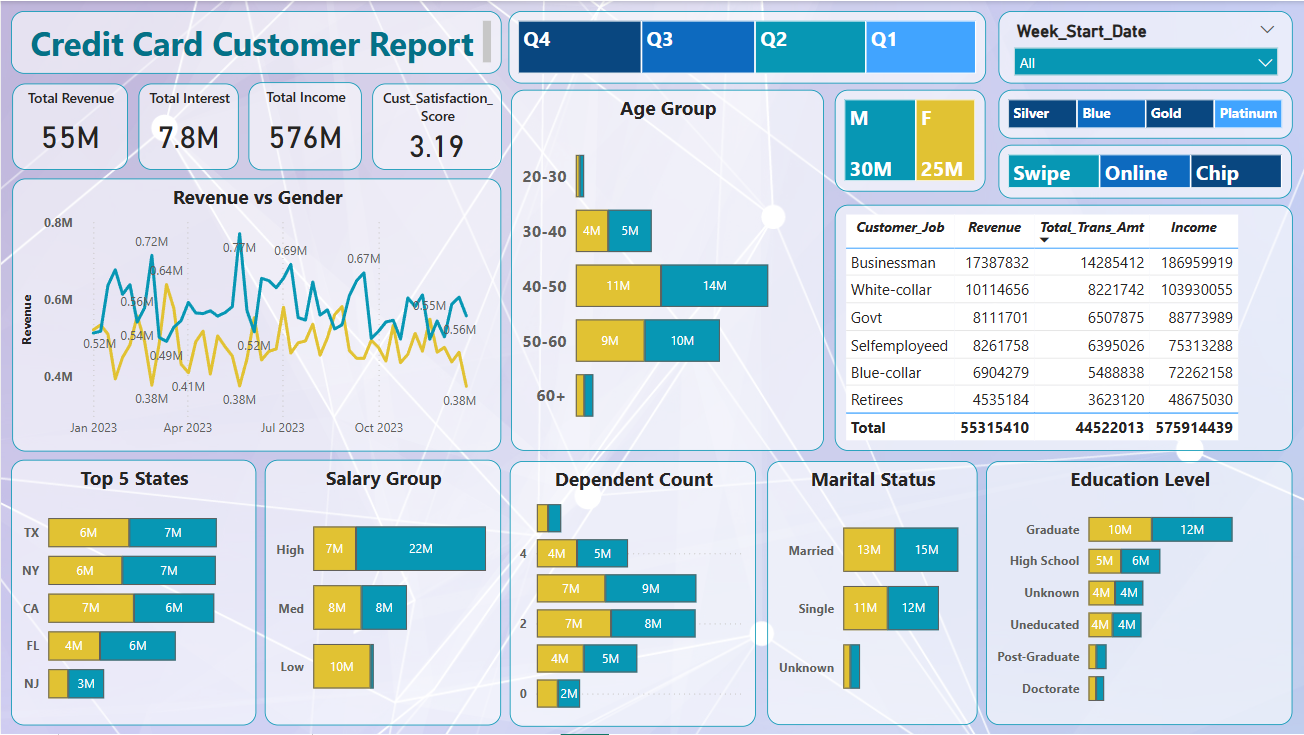 Credit Card Customer Report
Q4 Q3 Q2 Q1
Week_Start_Date
All
Total Revenue
55M
Total Interest
7.8M
Total Income
576M
Cust_Satisfaction_
Score
3.19
Silver Blue Gold Platinum
Swipe Online Chip
M
30M
F
25M
Revenue vs Gender
Revenue
0.8M
0.6M
0.4M
0.72M
0.77M
0.69M
0.67M
0.64M
0.56M
0.55M
0.54M
0.56M
0.52M
0.52M
0.49M
0.41M
0.38M
0.38M
0.38M
Jan 2023 Apr 2023 Jul 2023 Oct 2023
Age Group
20-30
30-40 4M 5M
40-50 11M 14M
50-60 9M 10M
60+
Customer_Job Revenue Total_Trans_Amt Income
Businessman 17387832 14285412 186959919
White-collar 10114656 8221742 103930055
Govt 8111701 6507875 88773989
Selfemployeed 8261758 6395026 75313288
Blue-collar 6904279 5488838 72262158
Retirees 4535184 3623120 48675030
Total 55315410 44522013 575914439
Top 5 States
TX 6M 7M
NY 6M 7M
CA 7M 6M
FL 4M 6M
NJ 3M
Salary Group
High 7M 22M
Med 8M 8M
Low 10M
Dependent Count
4 4M 5M
7M 9M
2 7M 8M
4M 5M
0 2M
Marital Status
Married 13M 15M
Single 11M 12M
Unknown
Education Level
Graduate 10M 12M
High School 5M 6M
Unknown 4M 4M
Uneducated 4M 4M
Post-Graduate
Doctorate